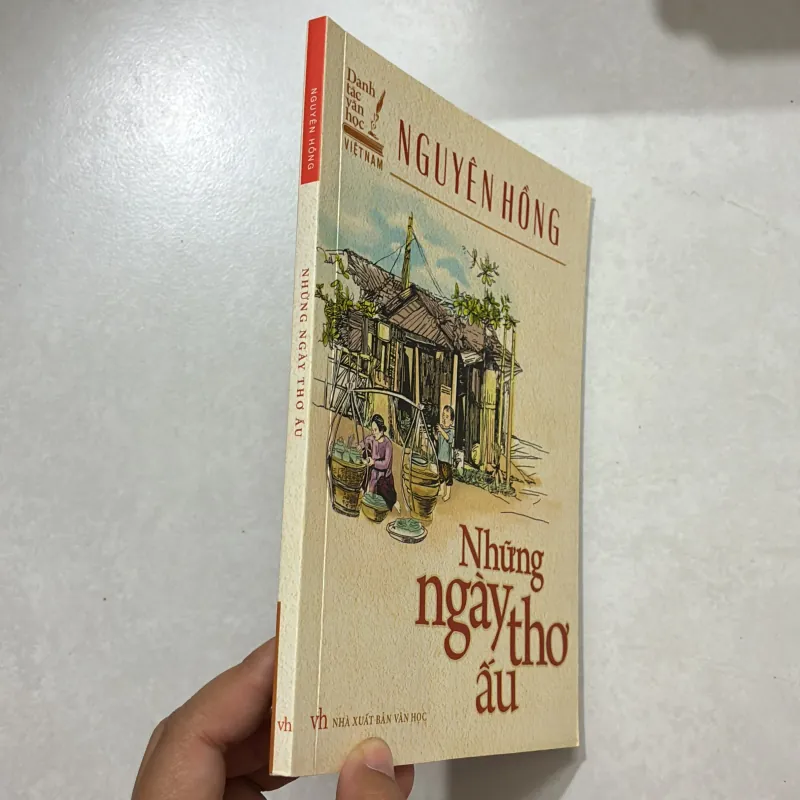 NGUYÊN HỒNG
NHỮNG NGÀY THƠ ẤU
vh
Danh
tác
văn
học
VIỆT NAM
NGUYÊN HỒNG
Những
ngày
thơ
ấu
vh NHÀ XUẤT BẢN VĂN HỌC